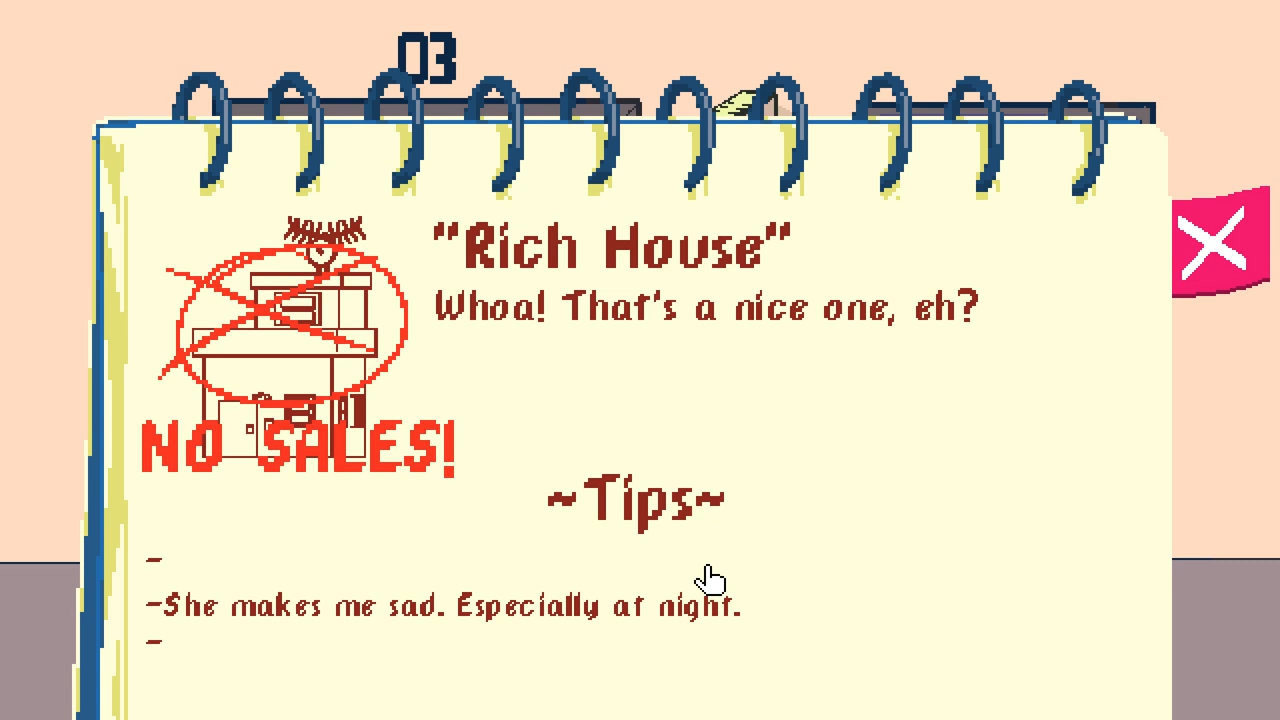 03
"Rich House"
Whoa! That's a nice one, eh?
NO SALES!
~Tips~
-
-She makes me sad. Especially at night.
-